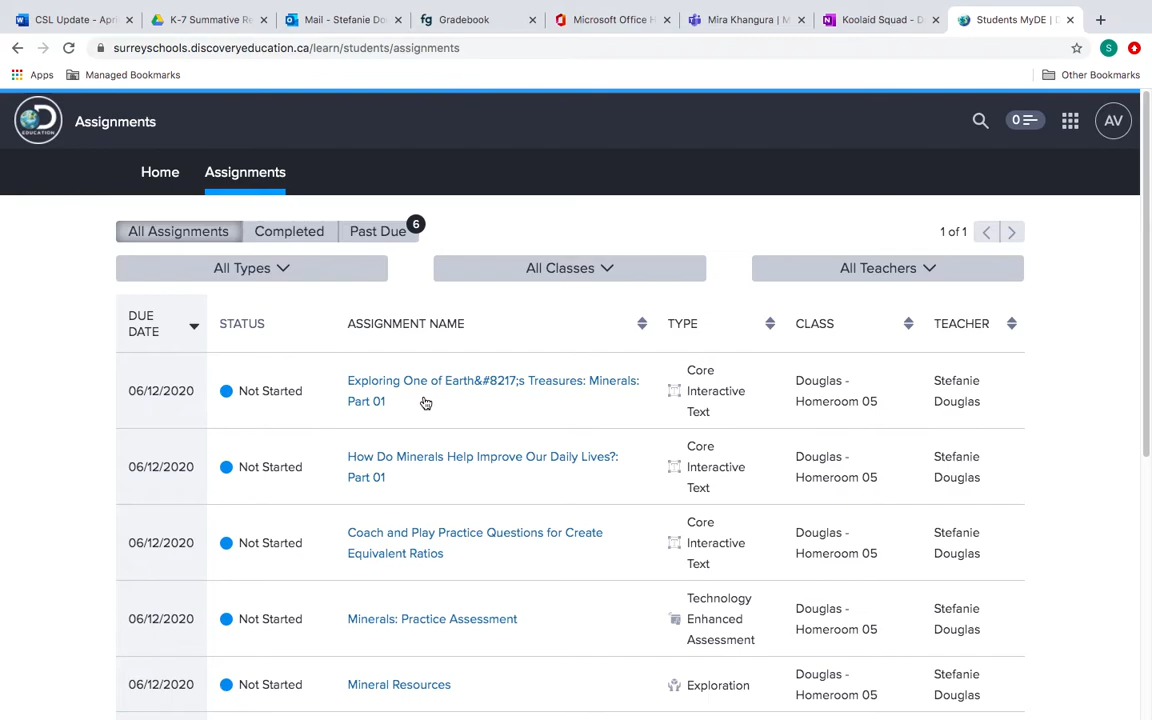 CSL Update - Apri
K-7 Summative Re
Mail - Stefanie Do
Gradebook
Microsoft Office H
Mira Khangura | M
Koolaid Squad - D
Students MyDE | D
surreyschools.discoveryeducation.ca/learn/students/assignments
S
Apps
Managed Bookmarks
Other Bookmarks
EDUCATION
Assignments
0
AV
Home
Assignments
All Assignments
Completed
Past Due
6
1 of 1
All Types
All Classes
All Teachers
DUE DATE
STATUS
ASSIGNMENT NAME
TYPE
CLASS
TEACHER
06/12/2020
Not Started
Exploring One of Earth&#8217;s Treasures: Minerals:
Part 01
Core
Interactive
Text
Douglas -
Homeroom 05
Stefanie
Douglas
06/12/2020
Not Started
How Do Minerals Help Improve Our Daily Lives?:
Part 01
Core
Interactive
Text
Douglas -
Homeroom 05
Stefanie
Douglas
06/12/2020
Not Started
Coach and Play Practice Questions for Create
Equivalent Ratios
Core
Interactive
Text
Douglas -
Homeroom 05
Stefanie
Douglas
06/12/2020
Not Started
Minerals: Practice Assessment
Technology
Enhanced
Assessment
Douglas -
Homeroom 05
Stefanie
Douglas
06/12/2020
Not Started
Mineral Resources
Exploration
Douglas -
Homeroom 05
Stefanie
Douglas